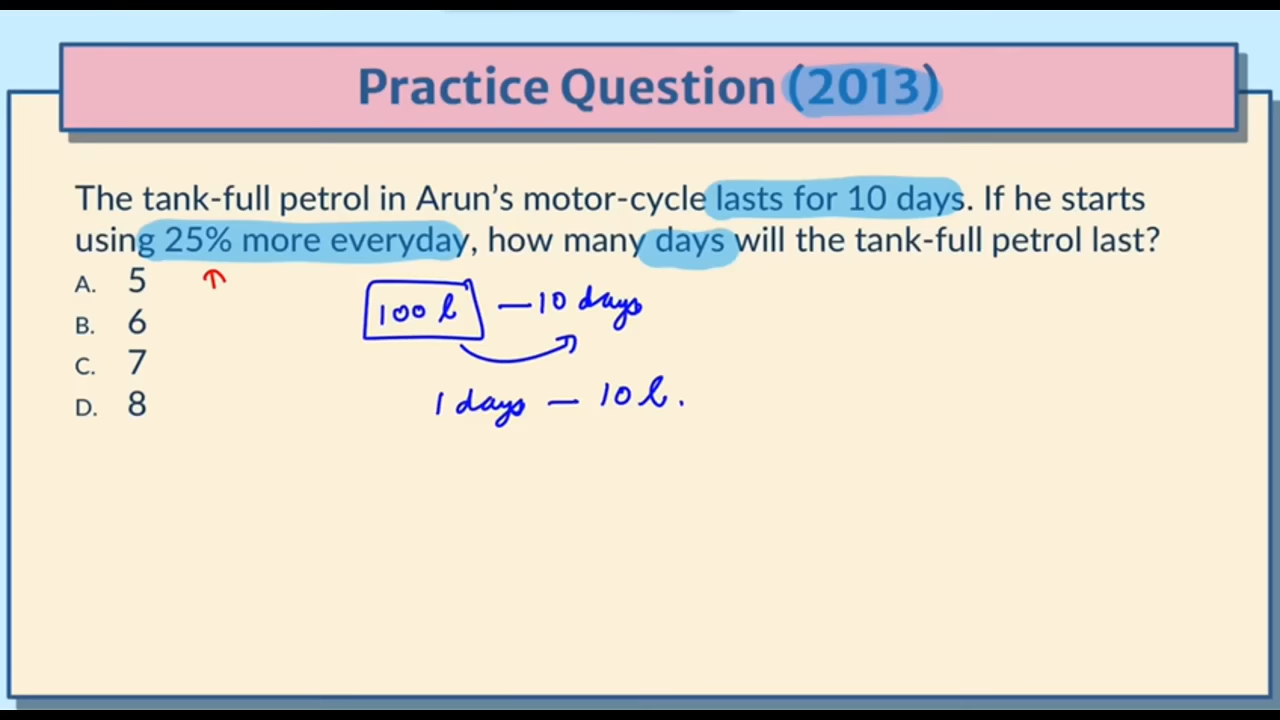 Practice Question (2013)
The tank-full petrol in Arun's motor-cycle lasts for 10 days. If he starts
using 25% more everyday, how many days will the tank-full petrol last?
A. 5
B. 6
C. 7
D. 8
100 l — 10 days
1 days — 10 l.